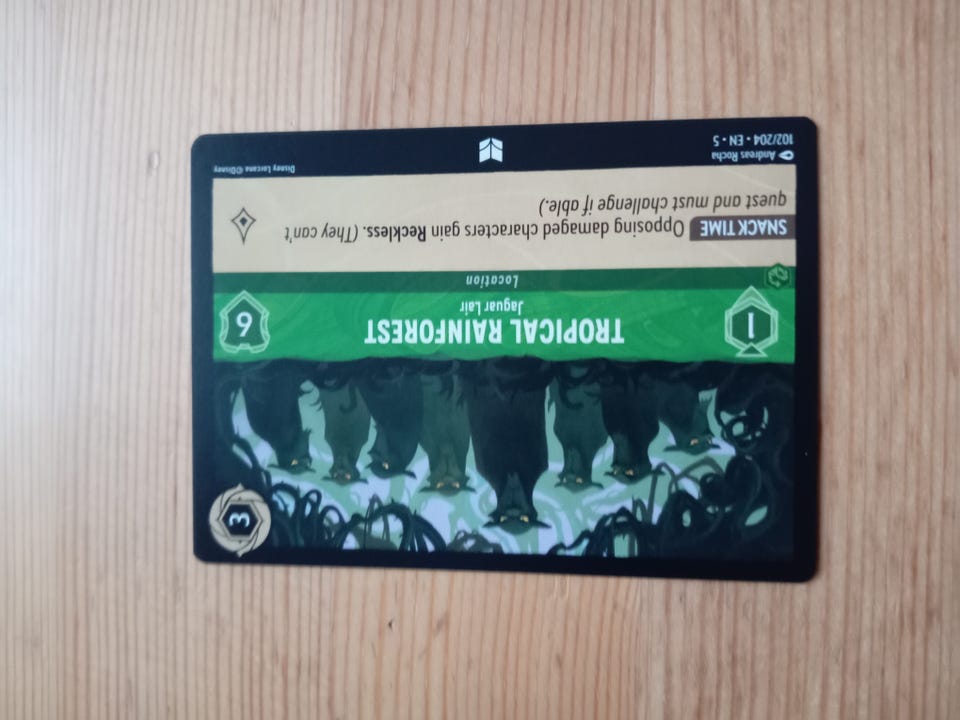 3
1
TROPICAL RAINFOREST
9
Jaguar Lair
Location
SNACK TIME Opposing damaged characters gain Reckless. (They can't
quest and must challenge if able.)
Andreas Rocha
Disney Lorcana ©Disney
102/204 • EN • 5